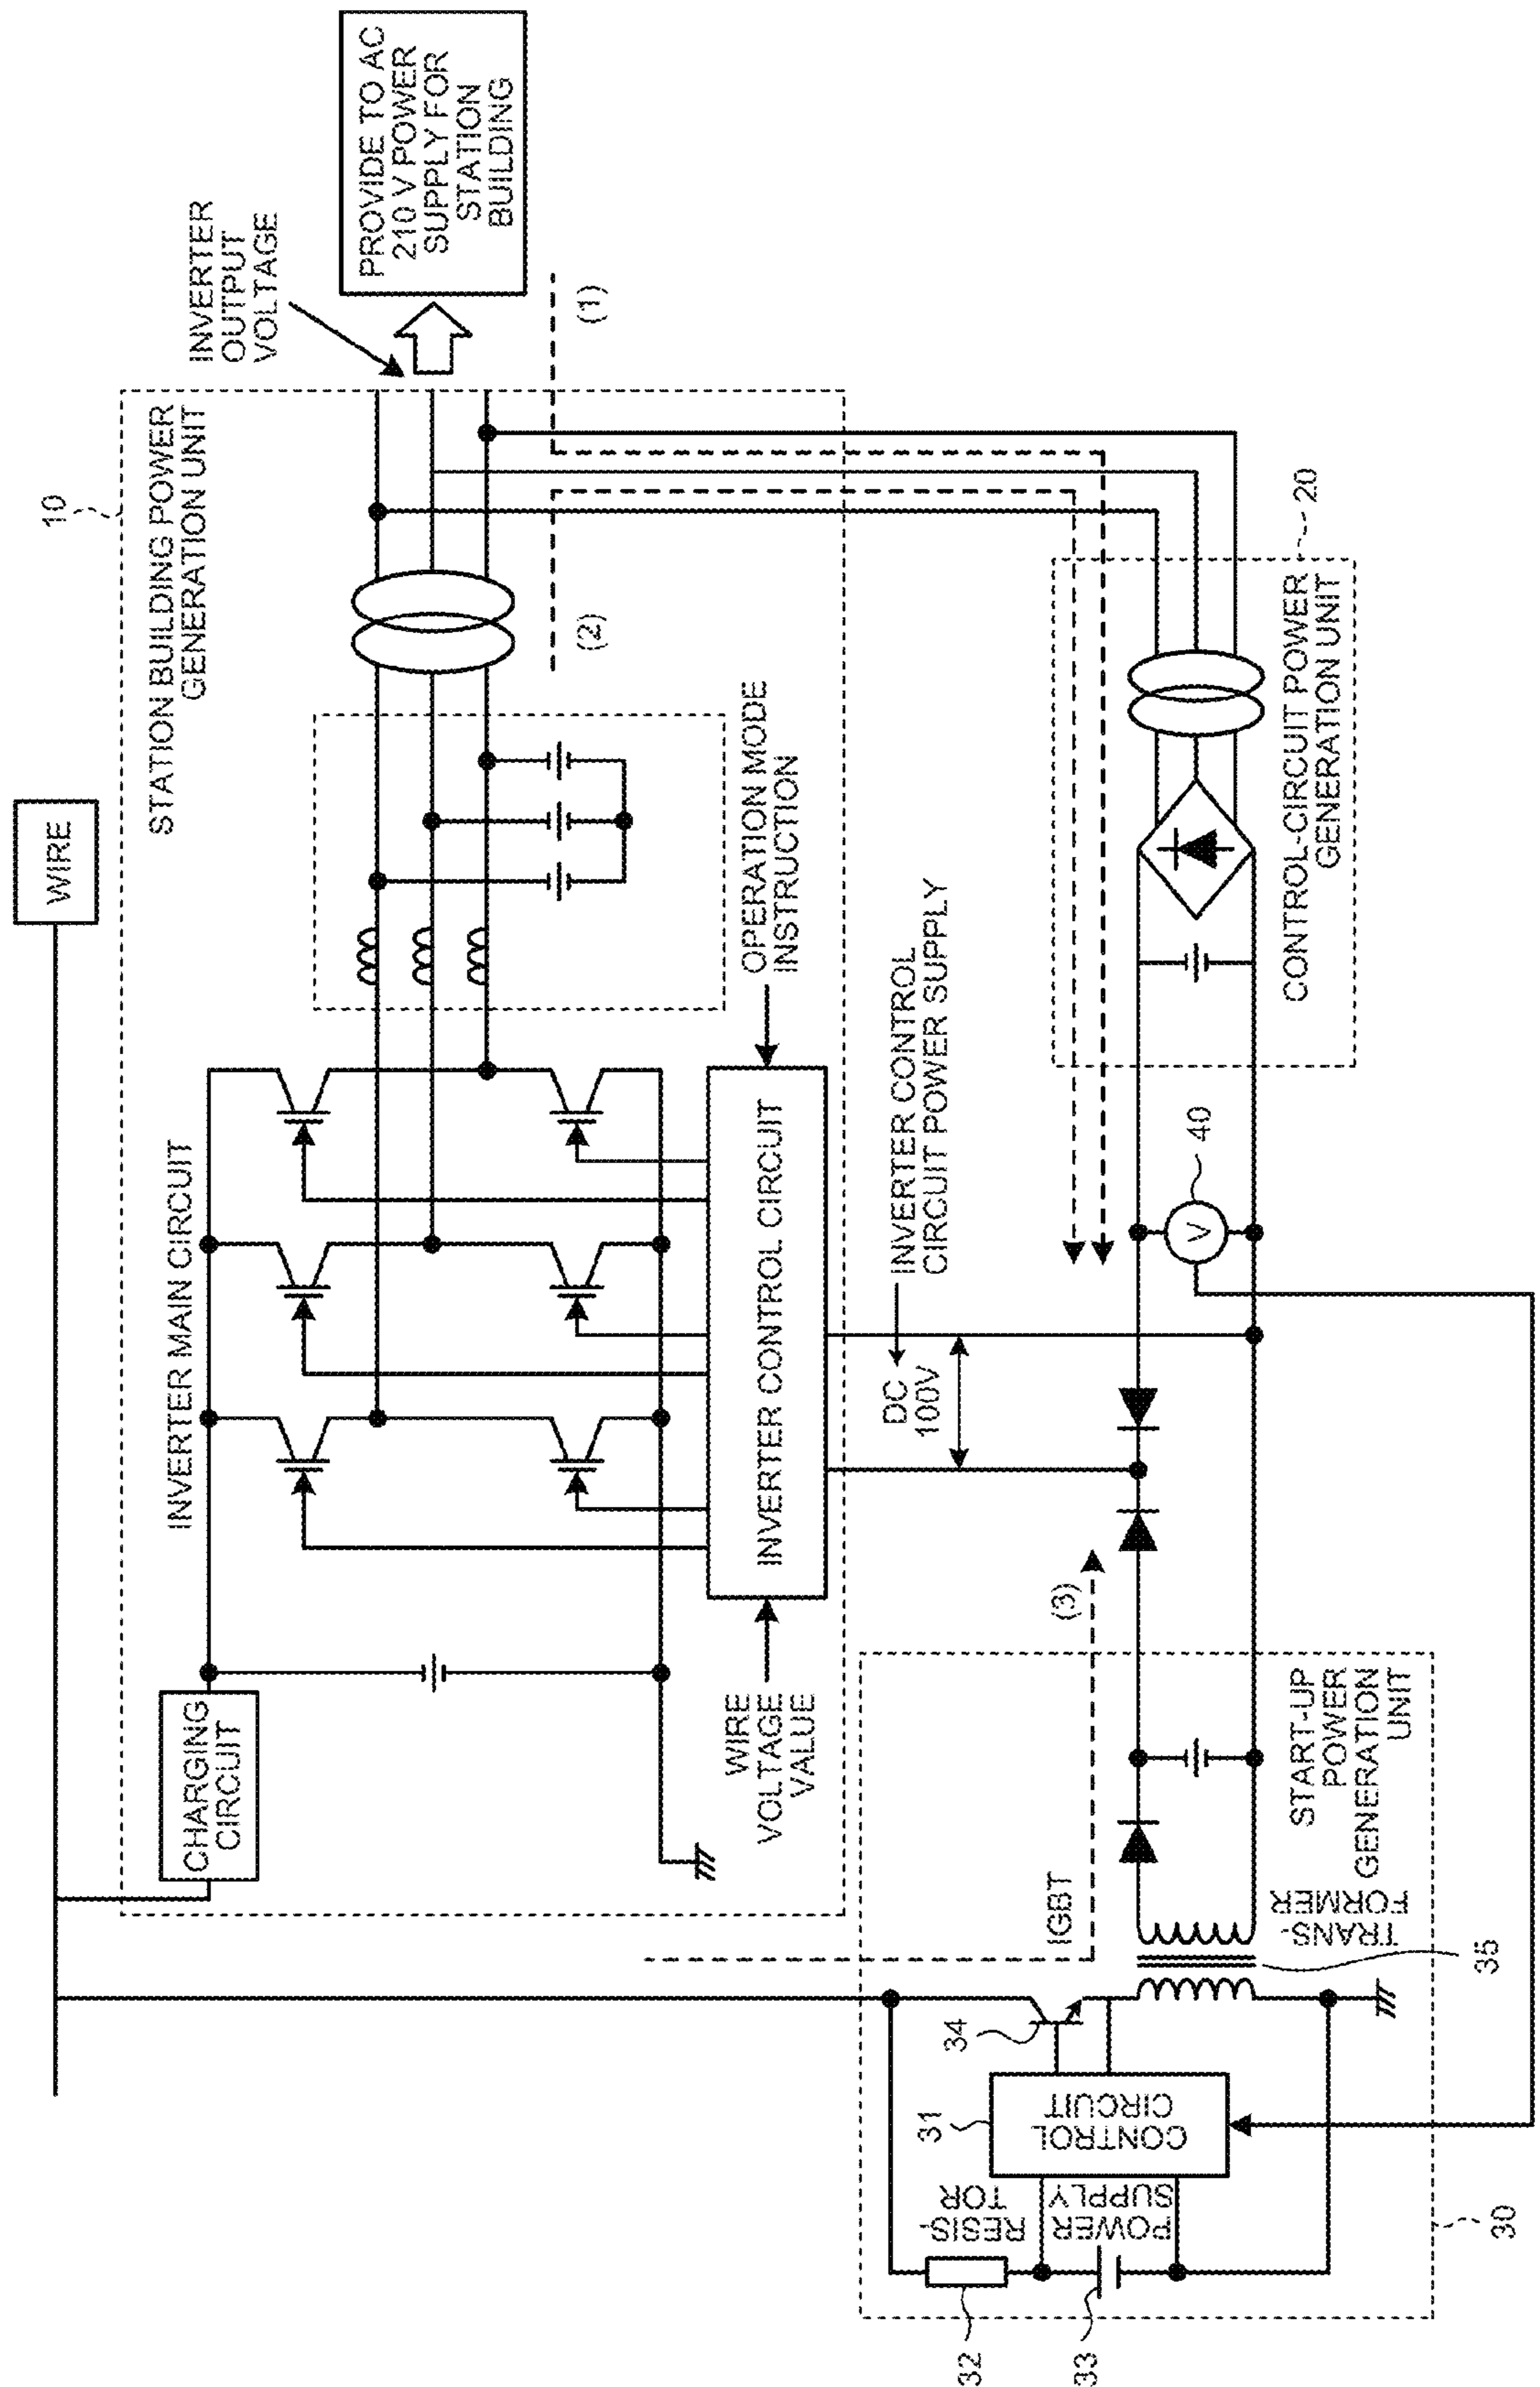 WIRE
10
STATION BUILDING POWER
GENERATION UNIT
INVERTER
OUTPUT
VOLTAGE
PROVIDE TO AC
210 V POWER
SUPPLY FOR
STATION
BUILDING
INVERTER MAIN CIRCUIT
CHARGING
CIRCUIT
(1)
(2)
OPERATION MODE
INSTRUCTION
INVERTER CONTROL CIRCUIT
WIRE
VOLTAGE
VALUE
INVERTER CONTROL
CIRCUIT POWER SUPPLY
DC
100V
20
CONTROL-CIRCUIT POWER
GENERATION UNIT
40
V
(3)
IGBT
START-UP
POWER
GENERATION
UNIT
TRANS-
FORMER
35
34
31
CONTROL
CIRCUIT
RESIS-
TOR
POWER
SUPPLY
32
33
30